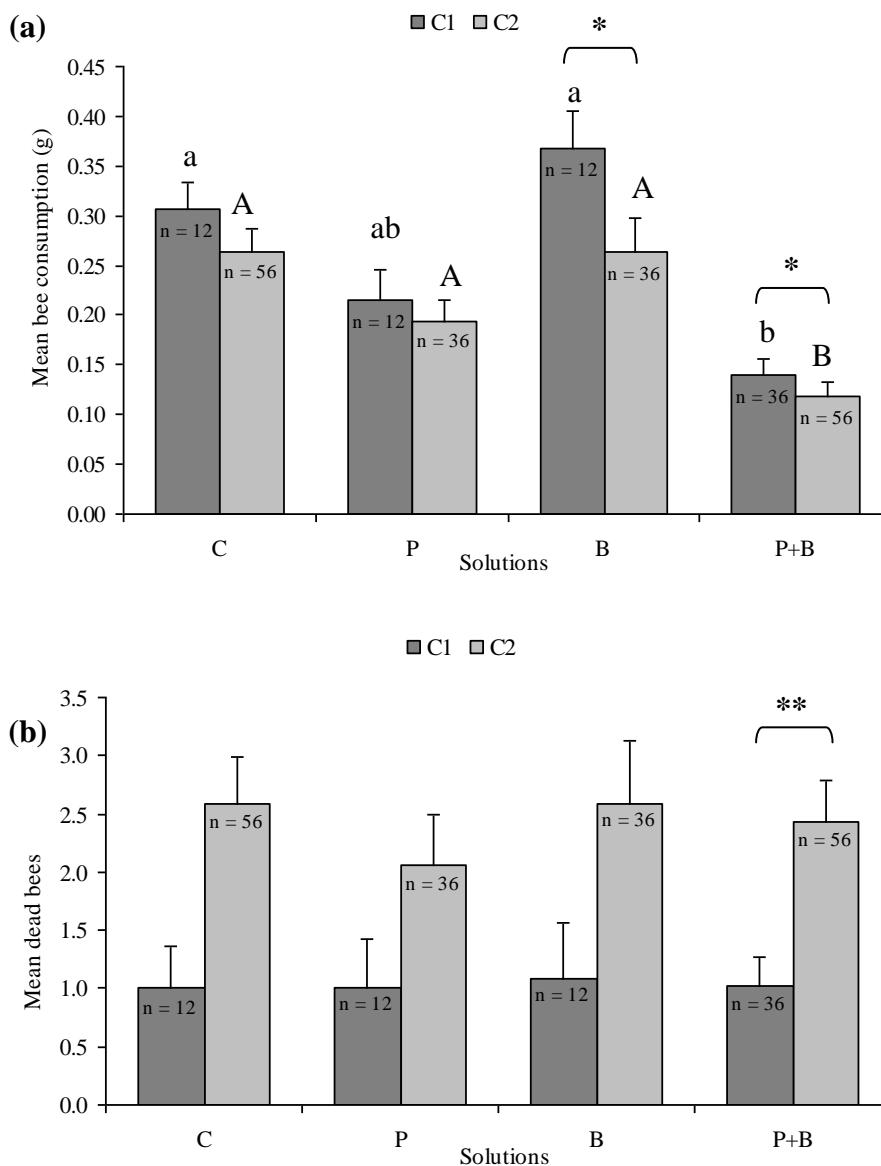 (a)
C1 C2
*
0.45
0.40
0.35
0.30
0.25
0.20
0.15
0.10
0.05
0.00
Mean bee consumption (g)
a
A
ab
A
a
A
*
b
B
n = 12
n = 56
n = 12
n = 36
n = 12
n = 36
n = 36
n = 56
C P B P+B
Solutions
C1 C2
(b)
3.5
3.0
2.5
2.0
1.5
1.0
0.5
0.0
Mean dead bees
**
n = 12
n = 56
n = 12
n = 36
n = 12
n = 36
n = 36
n = 56
C P B P+B
Solutions